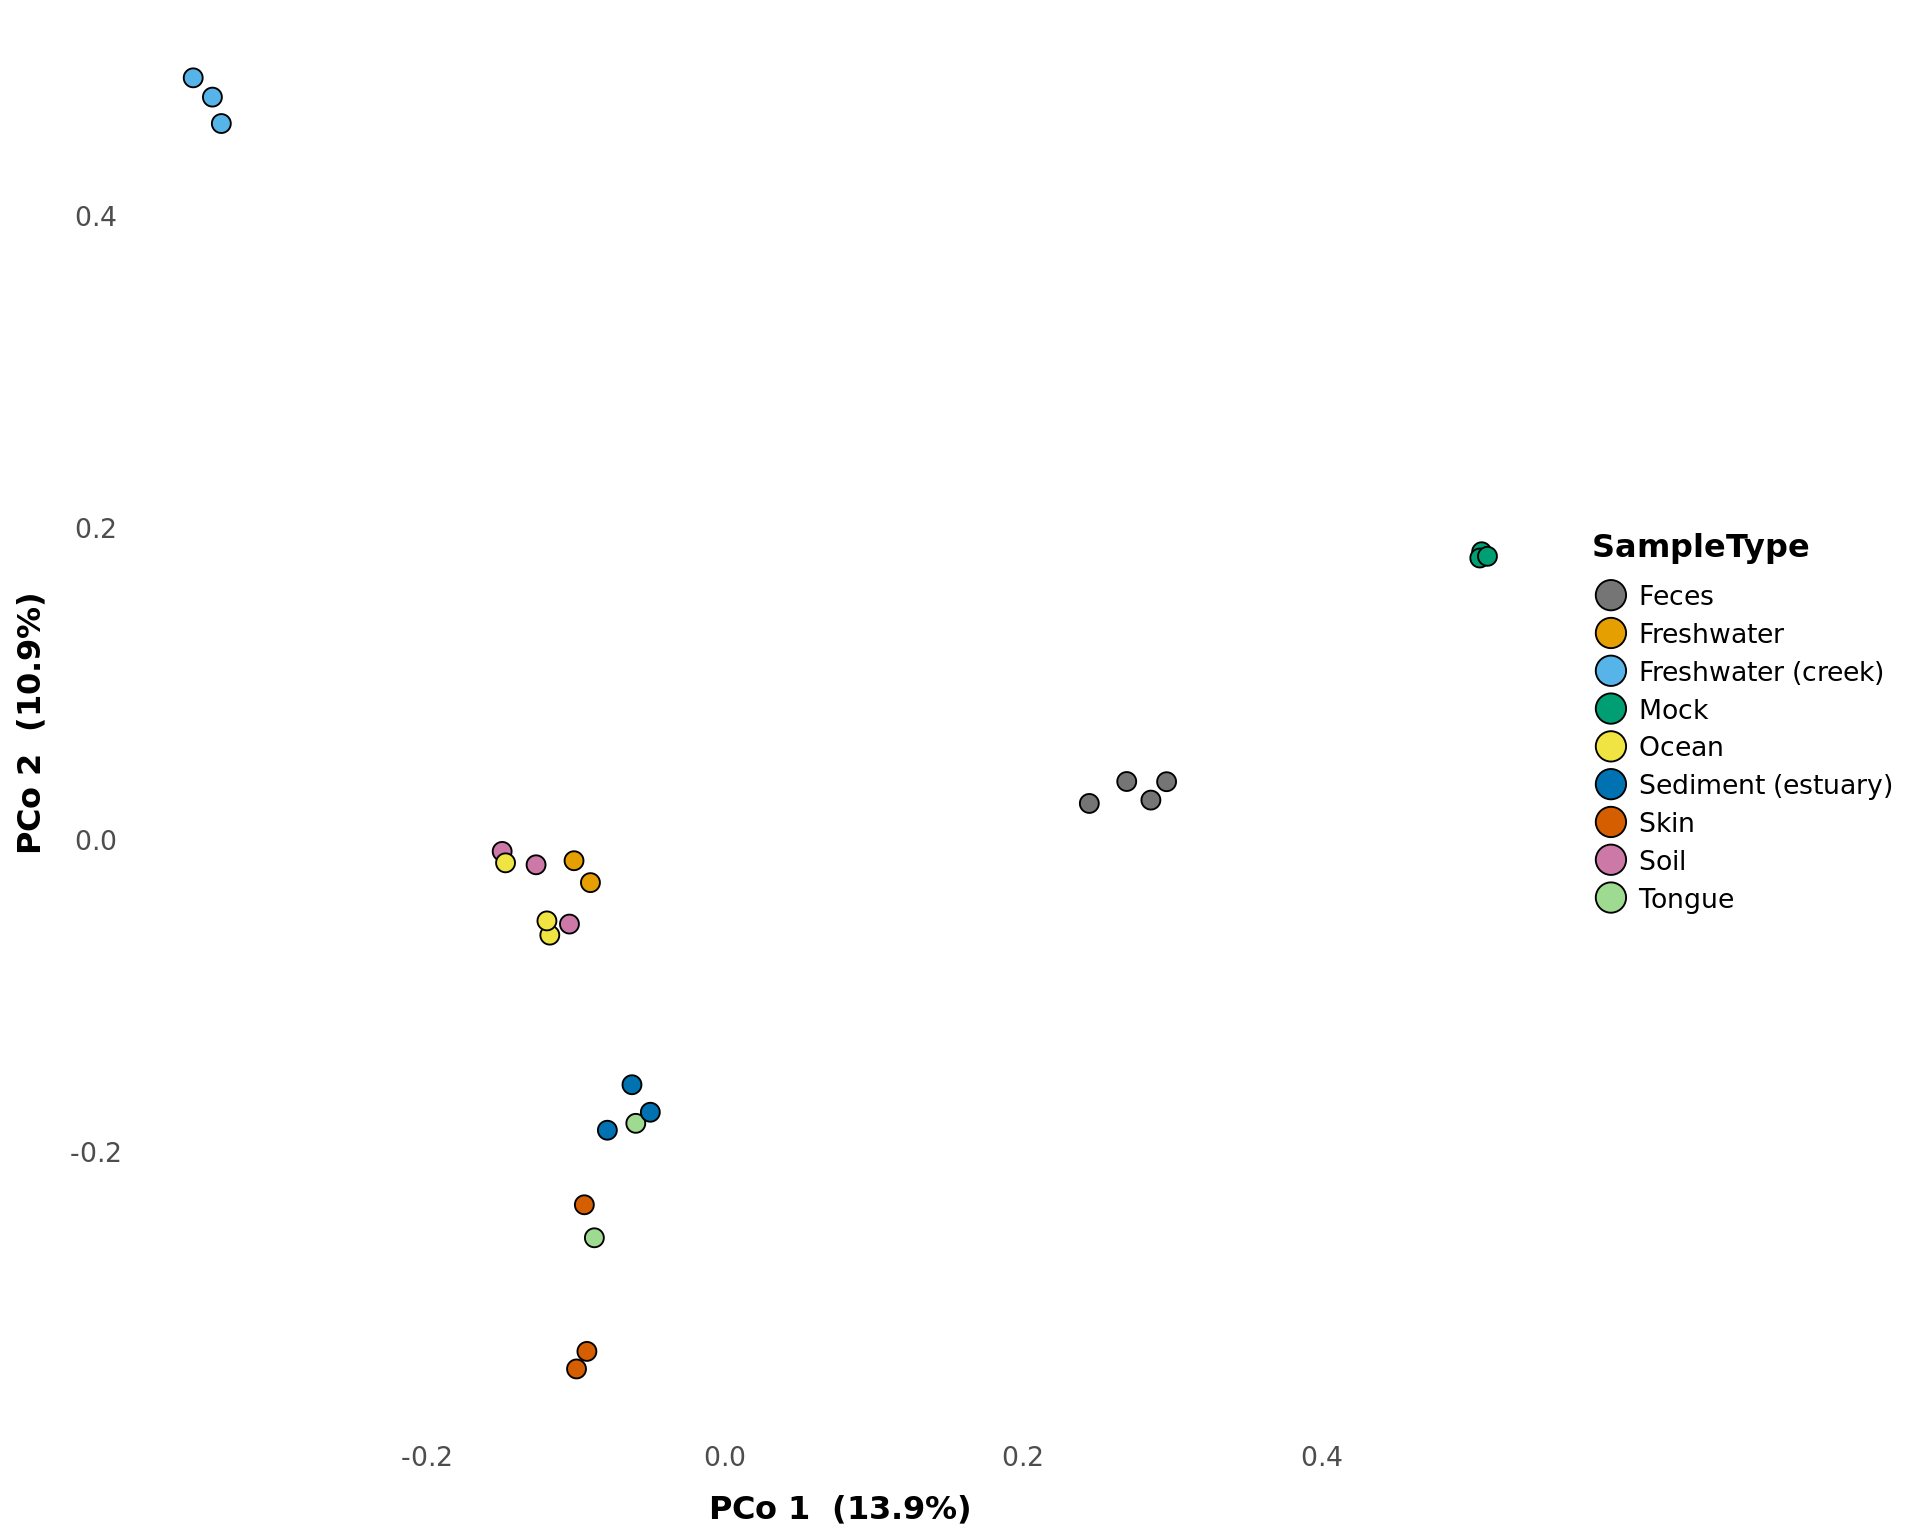 0.4
0.2
0.0
-0.2
PCo 2 (10.9%)
-0.2 0.0 0.2 0.4
PCo 1 (13.9%)
SampleType
Feces
Freshwater
Freshwater (creek)
Mock
Ocean
Sediment (estuary)
Skin
Soil
Tongue